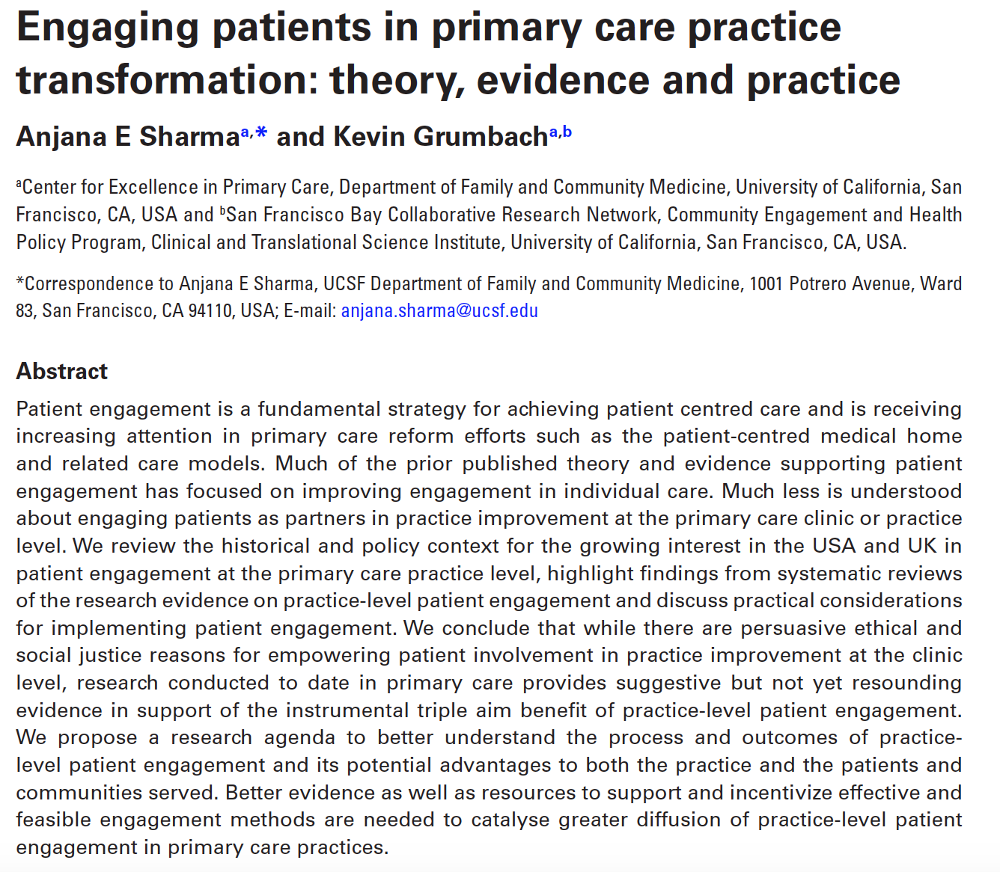 Engaging patients in primary care practice
transformation: theory, evidence and practice
Anjana E Sharmaa,* and Kevin Grumbacha,b
aCenter for Excellence in Primary Care, Department of Family and Community Medicine, University of California, San
Francisco, CA, USA and bSan Francisco Bay Collaborative Research Network, Community Engagement and Health
Policy Program, Clinical and Translational Science Institute, University of California, San Francisco, CA, USA.
*Correspondence to Anjana E Sharma, UCSF Department of Family and Community Medicine, 1001 Potrero Avenue, Ward
83, San Francisco, CA 94110, USA; E-mail: anjana.sharma@ucsf.edu
Abstract
Patient engagement is a fundamental strategy for achieving patient centred care and is receiving
increasing attention in primary care reform efforts such as the patient-centred medical home
and related care models. Much of the prior published theory and evidence supporting patient
engagement has focused on improving engagement in individual care. Much less is understood
about engaging patients as partners in practice improvement at the primary care clinic or practice
level. We review the historical and policy context for the growing interest in the USA and UK in
patient engagement at the primary care practice level, highlight findings from systematic reviews
of the research evidence on practice-level patient engagement and discuss practical considerations
for implementing patient engagement. We conclude that while there are persuasive ethical and
social justice reasons for empowering patient involvement in practice improvement at the clinic
level, research conducted to date in primary care provides suggestive but not yet resounding
evidence in support of the instrumental triple aim benefit of practice-level patient engagement.
We propose a research agenda to better understand the process and outcomes of practice-
level patient engagement and its potential advantages to both the practice and the patients and
communities served. Better evidence as well as resources to support and incentivize effective and
feasible engagement methods are needed to catalyse greater diffusion of practice-level patient
engagement in primary care practices.